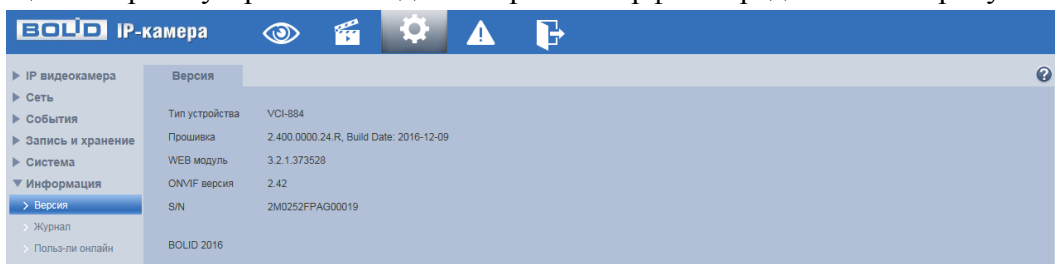 BOLID IP-камера
IP видеокамера
Сеть
События
Запись и хранение
Система
Информация
Версия
Журнал
Польз-ли онлайн
Версия
Тип устройства VCI-884
Прошивка 2.400.0000.24.R, Build Date: 2016-12-09
WEB модуль 3.2.1.373528
ONVIF версия 2.42
S/N 2M0252FPAG00019
BOLID 2016